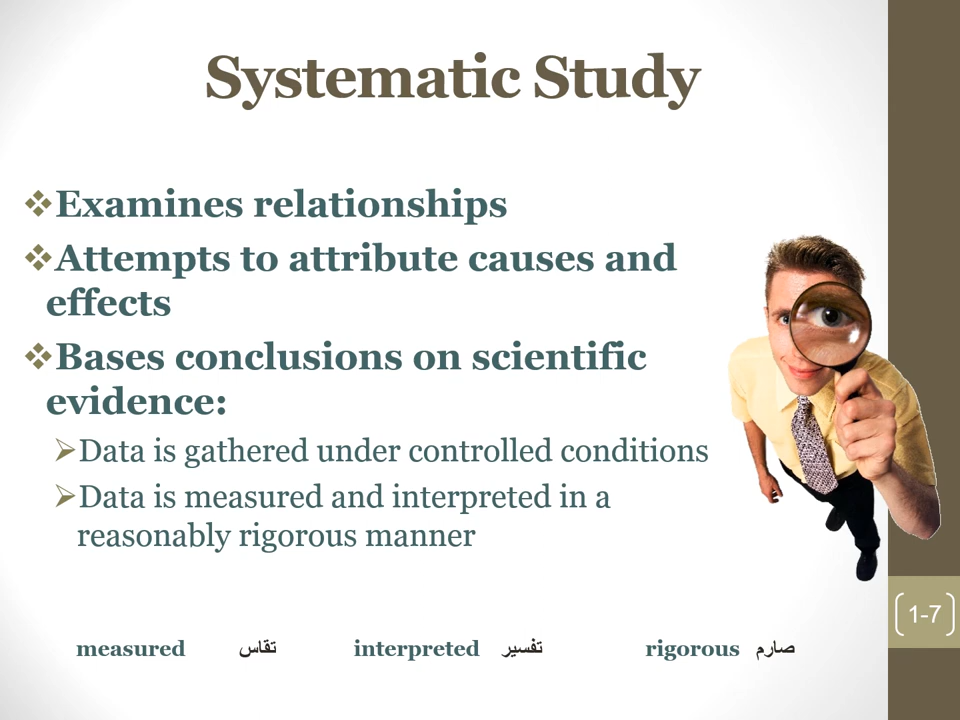 Systematic Study
❖Examines relationships
❖Attempts to attribute causes and
effects
❖Bases conclusions on scientific
evidence:
➢Data is gathered under controlled conditions
➢Data is measured and interpreted in a
reasonably rigorous manner
1-7
measured تقاس interpreted تفسير rigorous صارم